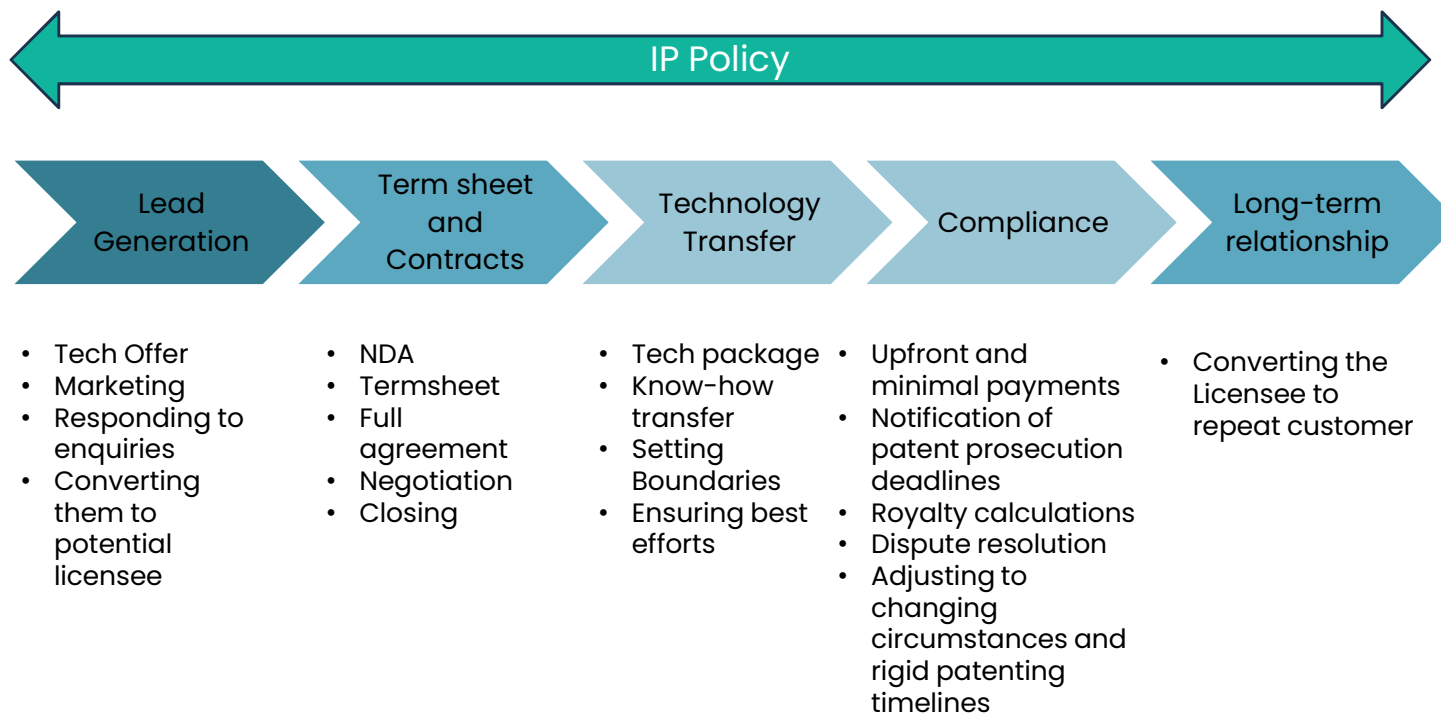 IP Policy
Lead
Generation
Term sheet
and
Contracts
Technology
Transfer
Compliance
Long-term
relationship
• Tech Offer
• Marketing
• Responding to
enquiries
• Converting
them to
potential
licensee
• NDA
• Termsheet
• Full
agreement
• Negotiation
• Closing
• Tech package
• Know-how
transfer
• Setting
Boundaries
• Ensuring best
efforts
• Upfront and
minimal payments
• Notification of
patent prosecution
deadlines
• Royalty calculations
• Dispute resolution
• Adjusting to
changing
circumstances and
rigid patenting
timelines
• Converting the
Licensee to
repeat customer